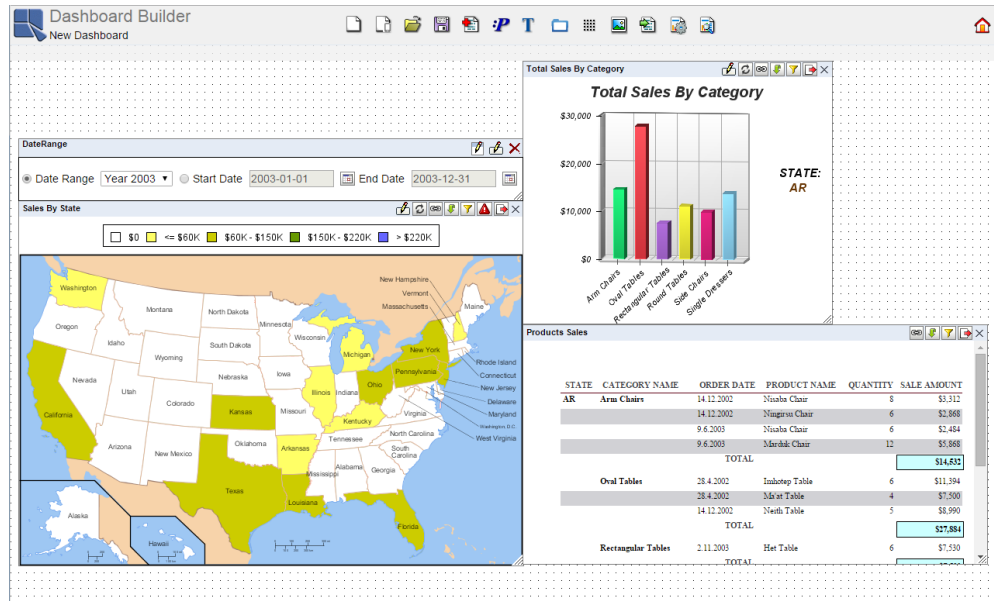 Dashboard Builder
New Dashboard
:P T
Total Sales By Category
Total Sales By Category
$30,000
$20,000
$10,000
$0
Arm Chairs
Oval Tables
Rectangular Tables
Round Tables
Side Chairs
Single Dressers
STATE:
AR
DateRange
Date Range Year 2003 Start Date 2003-01-01 End Date 2003-12-31
Sales By State
$0 <= $60K $60K - $150K $150K - $220K > $220K
Washington
Oregon
California
Nevada
Idaho
Montana
Wyoming
Utah
Arizona
Colorado
New Mexico
North Dakota
South Dakota
Nebraska
Kansas
Oklahoma
Texas
Minnesota
Iowa
Missouri
Arkansas
Louisiana
Wisconsin
Illinois
Michigan
Indiana
Ohio
Kentucky
Tennessee
Mississippi
Alabama
Georgia
Florida
South
Carolina
North Carolina
Virginia
West Virginia
Washington, D.C.
Maryland
Delaware
New Jersey
Connecticut
Rhode Island
Pennsylvania
New York
Maine
New Hampshire
Vermont
Massachusetts
Alaska
Hawaii
Products Sales
STATE CATEGORY NAME ORDER DATE PRODUCT NAME QUANTITY SALE AMOUNT
AR Arm Chairs 14.12.2002 Nisaba Chair 8 $3,312
14.12.2002 Ningirsu Chair 6 $2,868
9.6.2003 Nisaba Chair 6 $2,484
9.6.2003 Marduk Chair 12 $5,868
TOTAL $14,532
Oval Tables 28.4.2002 Imhotep Table 6 $11,394
28.4.2002 Ma'at Table 4 $7,500
14.12.2002 Neith Table 5 $8,990
TOTAL $27,884
Rectangular Tables 2.11.2003 Het Table 6 $7,530
TOTAL